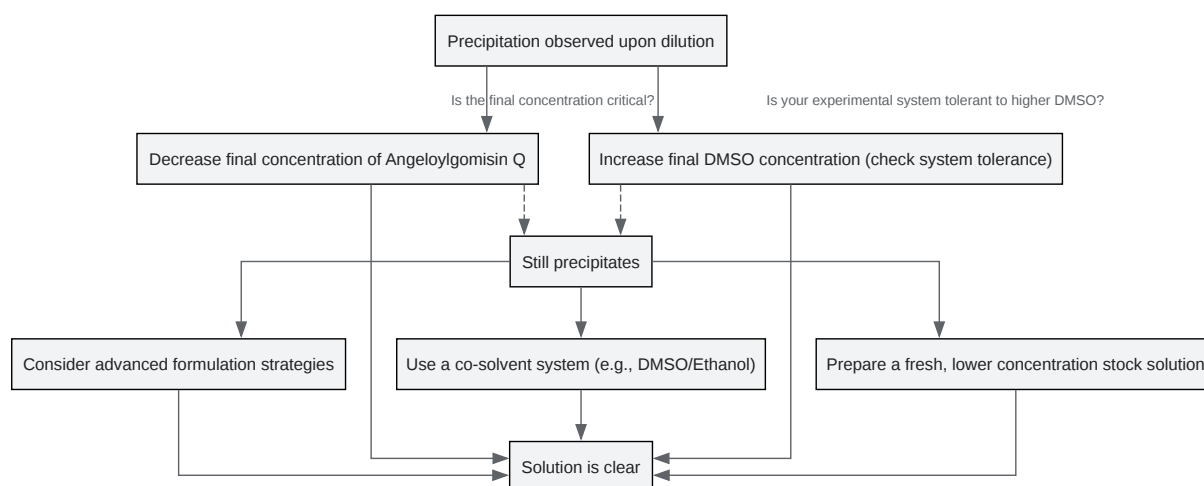 Precipitation observed upon dilution
Is the final concentration critical?
Is your experimental system tolerant to higher DMSO?
Decrease final concentration of Angeloylgomisin Q
Increase final DMSO concentration (check system tolerance)
Still precipitates
Consider advanced formulation strategies
Use a co-solvent system (e.g., DMSO/Ethanol)
Prepare a fresh, lower concentration stock solution
Solution is clear